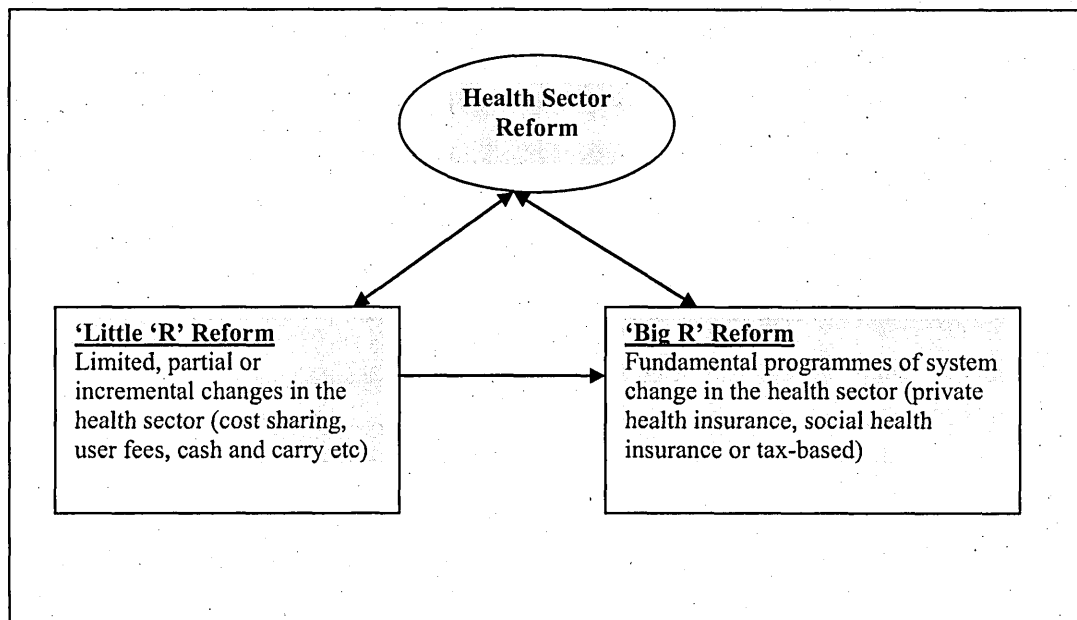 Health Sector
Reform
‘Little ‘R’ Reform
Limited, partial or
incremental changes in the
health sector (cost sharing,
user fees, cash and carry etc)
‘Big R’ Reform
Fundamental programmes of system
change in the health sector (private
health insurance, social health
insurance or tax-based)